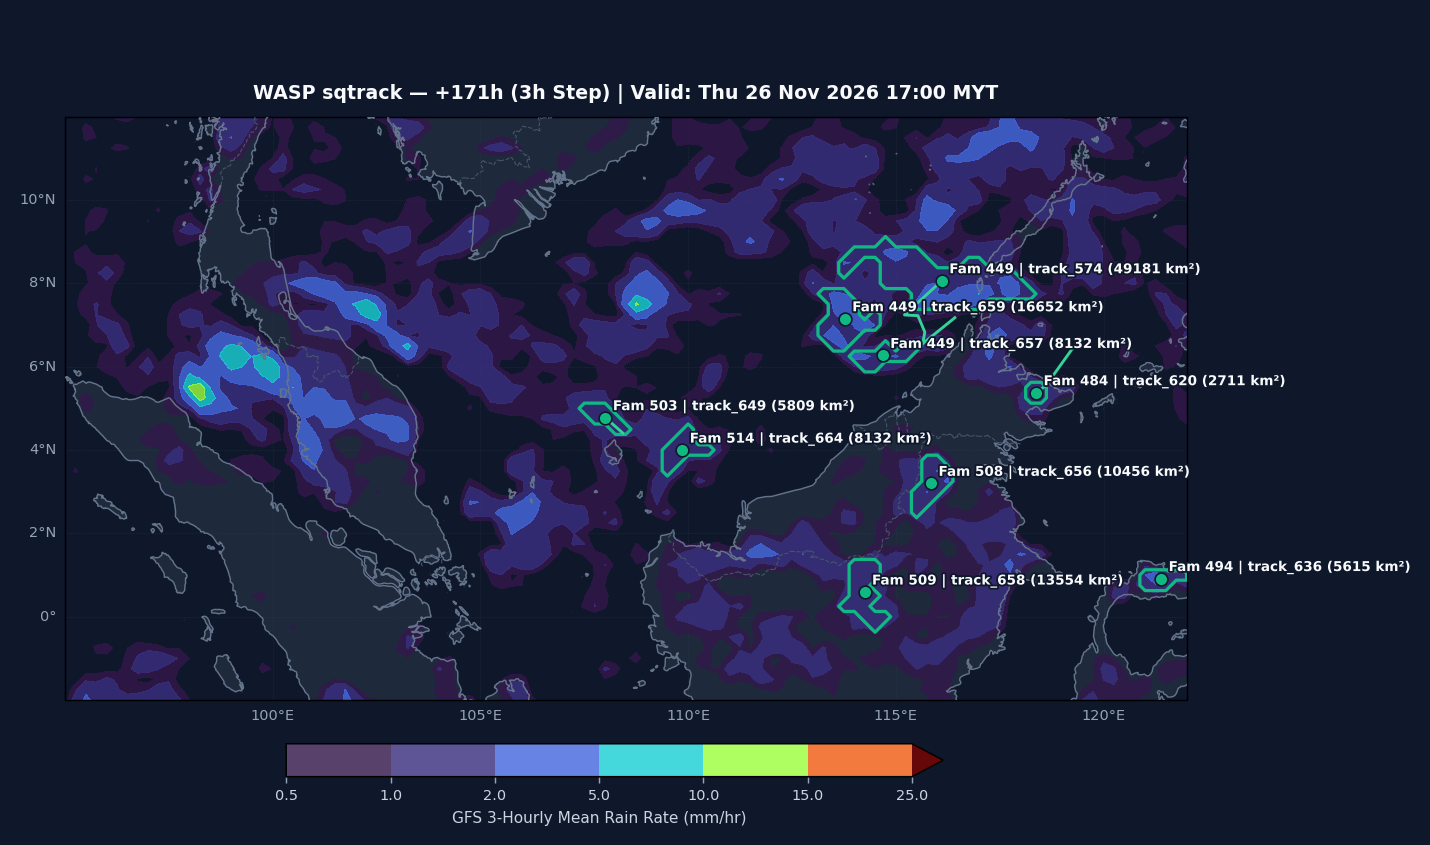 WASP sqtrack — +171h (3h Step) | Valid: Thu 26 Nov 2026 17:00 MYT
10°N
8°N
6°N
4°N
2°N
0°
Fam 449 | track_574 (49181 km²)
Fam 449 | track_659 (16652 km²)
Fam 449 | track_657 (8132 km²)
Fam 484 | track_620 (2711 km²)
Fam 503 | track_649 (5809 km²)
Fam 514 | track_664 (8132 km²)
Fam 508 | track_656 (10456 km²)
Fam 494 | track_636 (5615 km²)
Fam 509 | track_658 (13554 km²)
100°E 105°E 110°E 115°E 120°E
0.5 1.0 2.0 5.0 10.0 15.0 25.0
GFS 3-Hourly Mean Rain Rate (mm/hr)